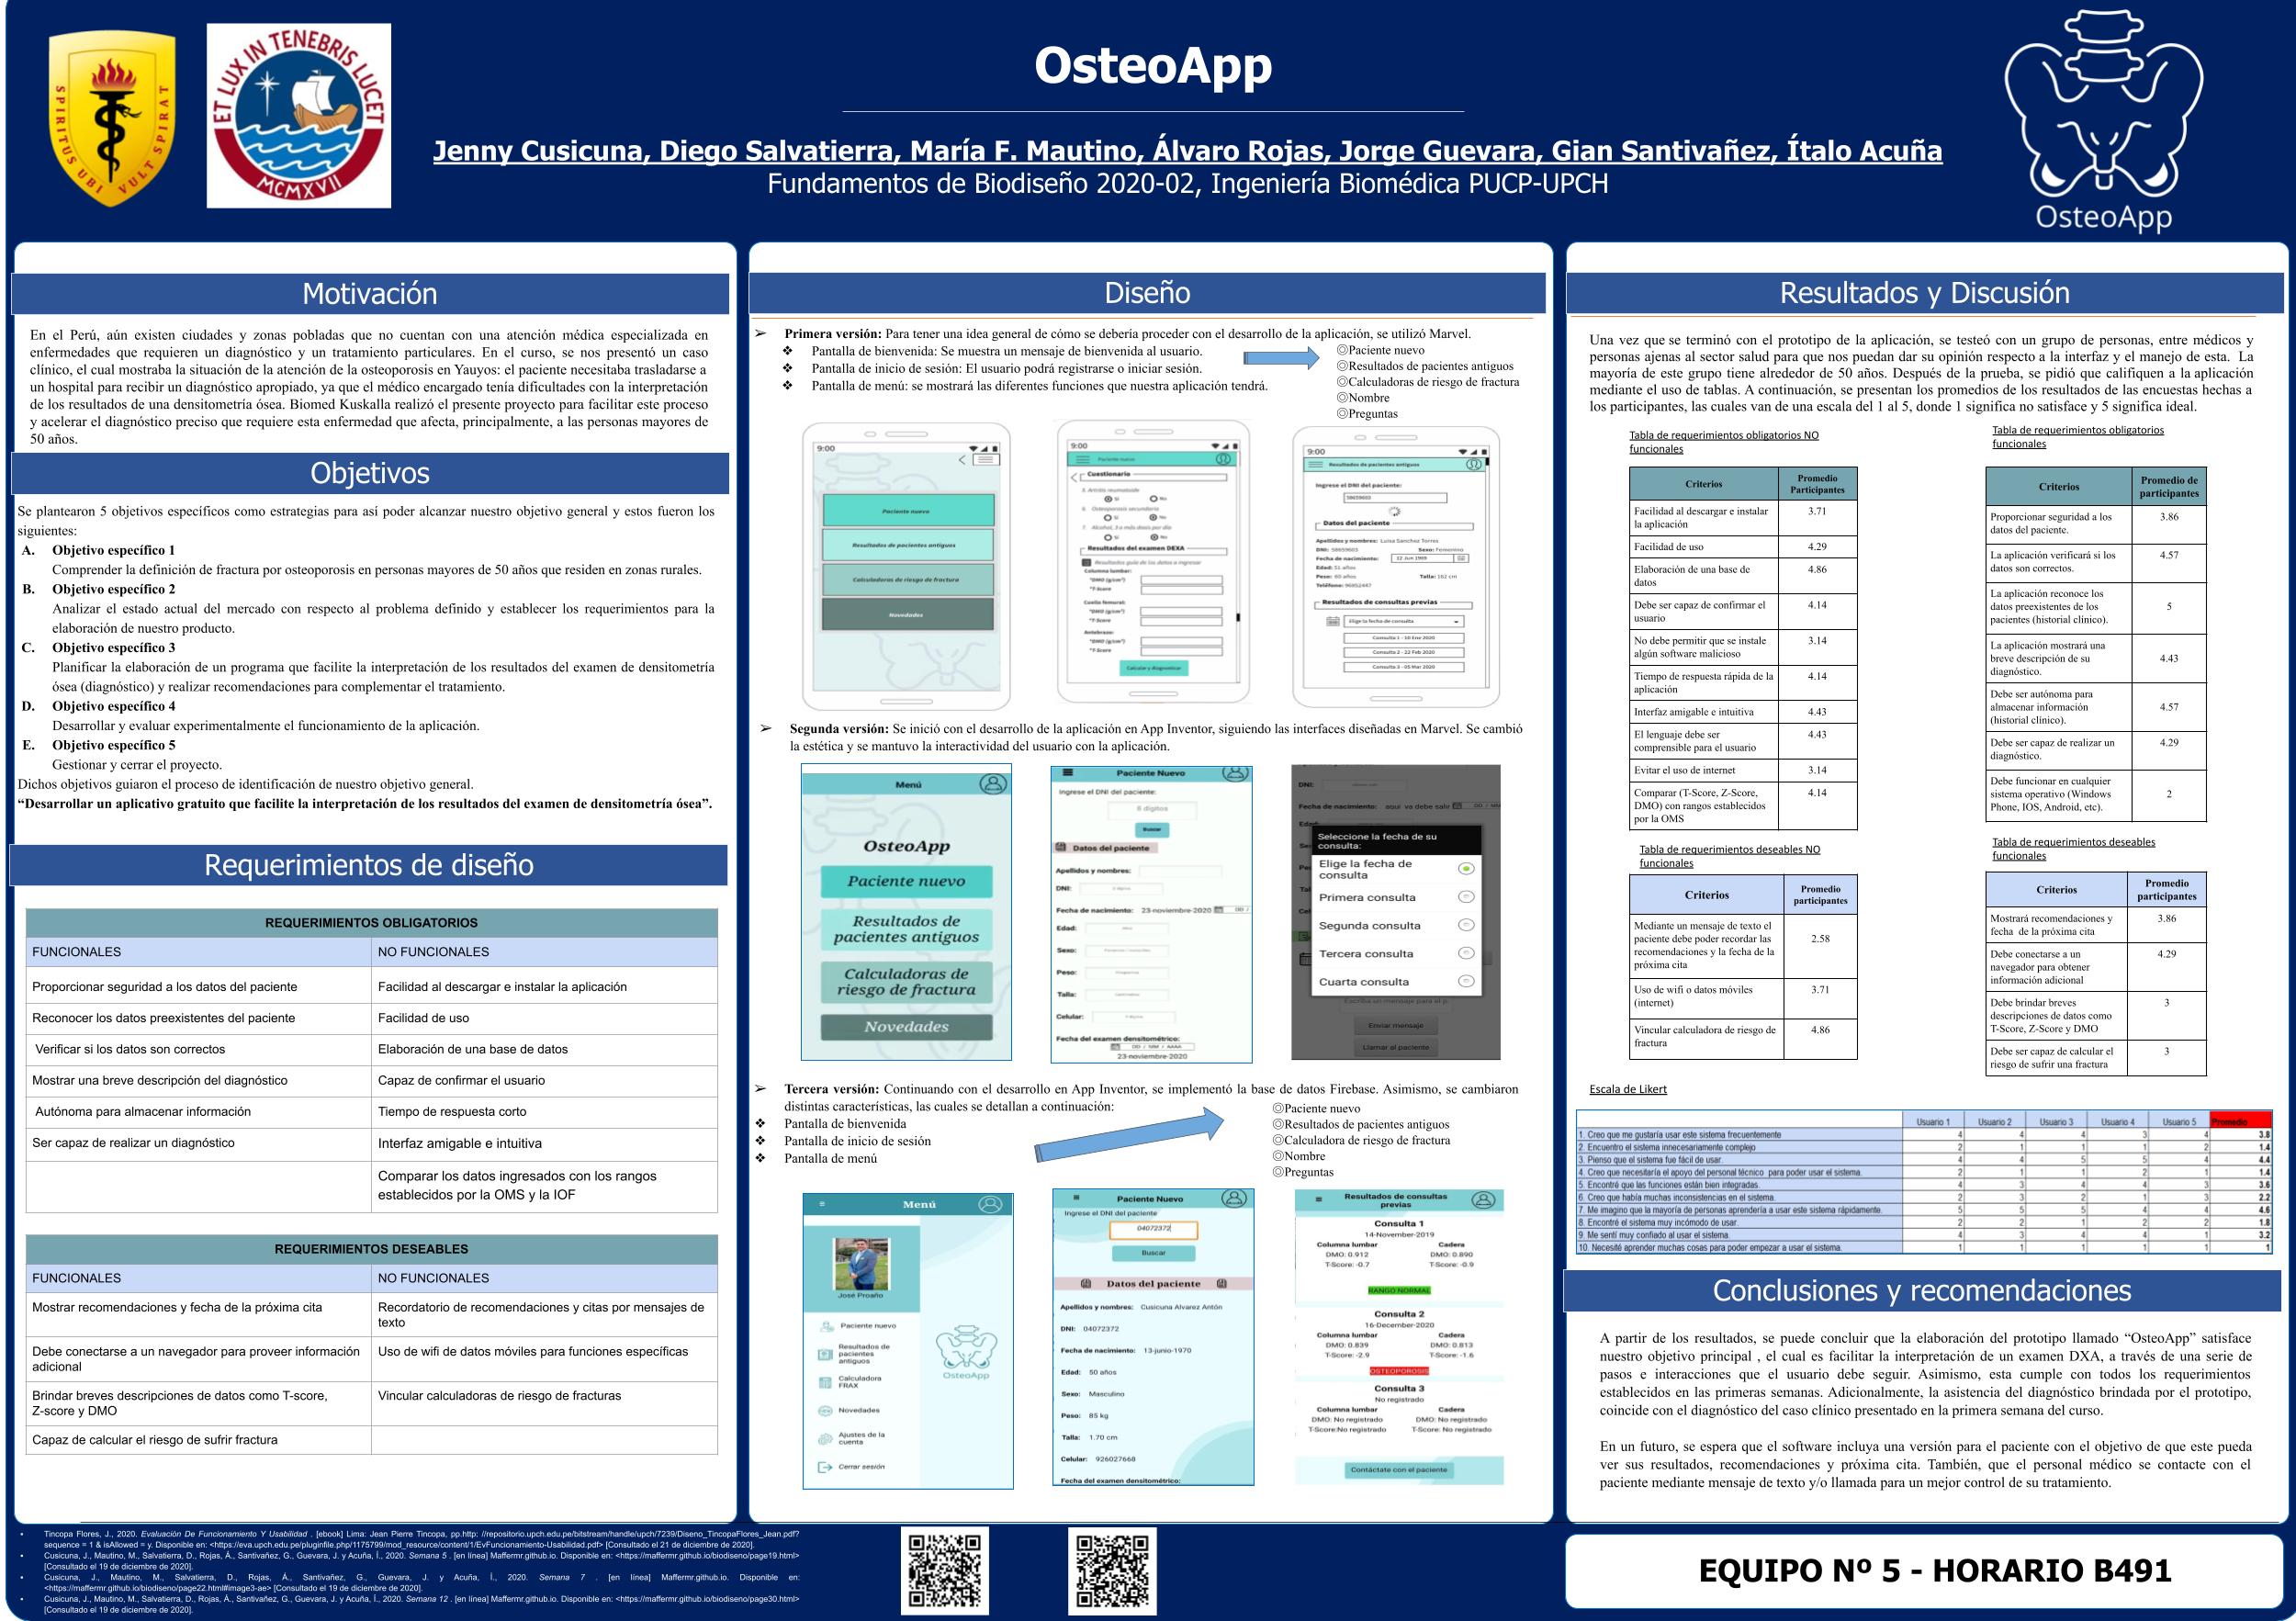 SPIRITUS UBI VULT SPIRAT
ET LUX IN TENEBRIS LUCET
MCMXVII
OsteoApp
Jenny Cusicuna, Diego Salvatierra, María F. Mautino, Álvaro Rojas, Jorge Guevara, Gian Santivañez, Ítalo Acuña
Fundamentos de Biodiseño 2020-02, Ingeniería Biomédica PUCP-UPCH
OsteoApp
Motivación
En el Perú, aún existen ciudades y zonas pobladas que no cuentan con una atención médica especializada en
enfermedades que requieren un diagnóstico y un tratamiento particulares. En el curso, se nos presentó un caso
clínico, el cual mostraba la situación de la atención de la osteoporosis en Yauyos: el paciente necesitaba trasladarse a
un hospital para recibir un diagnóstico apropiado, ya que el médico encargado tenía dificultades con la interpretación
de los resultados de una densitometría ósea. Biomed Kuskalla realizó el presente proyecto para facilitar este proceso
y acelerar el diagnóstico preciso que requiere esta enfermedad que afecta, principalmente, a las personas mayores de
50 años.
Objetivos
Se plantearon 5 objetivos específicos como estrategias para así poder alcanzar nuestro objetivo general y estos fueron los
siguientes:
A. Objetivo específico 1
Comprender la definición de fractura por osteoporosis en personas mayores de 50 años que residen en zonas rurales.
B. Objetivo específico 2
Analizar el estado actual del mercado con respecto al problema definido y establecer los requerimientos para la
elaboración de nuestro producto.
C. Objetivo específico 3
Planificar la elaboración de un programa que facilite la interpretación de los resultados del examen de densitometría
ósea (diagnóstico) y realizar recomendaciones para complementar el tratamiento.
D. Objetivo específico 4
Desarrollar y evaluar experimentalmente el funcionamiento de la aplicación.
E. Objetivo específico 5
Gestionar y cerrar el proyecto.
Dichos objetivos guiaron el proceso de identificación de nuestro objetivo general.
“Desarrollar un aplicativo gratuito que facilite la interpretación de los resultados del examen de densitometría ósea”.
Requerimientos de diseño
REQUERIMIENTOS OBLIGATORIOS
FUNCIONALES NO FUNCIONALES
Proporcionar seguridad a los datos del paciente Facilidad al descargar e instalar la aplicación
Reconocer los datos preexistentes del paciente Facilidad de uso
Verificar si los datos son correctos Elaboración de una base de datos
Mostrar una breve descripción del diagnóstico Capaz de confirmar el usuario
Autónoma para almacenar información Tiempo de respuesta corto
Ser capaz de realizar un diagnóstico Interfaz amigable e intuitiva
Comparar los datos ingresados con los rangos
establecidos por la OMS y la IOF
REQUERIMIENTOS DESEABLES
FUNCIONALES NO FUNCIONALES
Mostrar recomendaciones y fecha de la próxima cita Recordatorio de recomendaciones y citas por mensajes de
texto
Debe conectarse a un navegador para proveer información Uso de wifi de datos móviles para funciones específicas
adicional
Brindar breves descripciones de datos como T-score, Vincular calculadoras de riesgo de fracturas
Z-score y DMO
Capaz de calcular el riesgo de sufrir fractura
Diseño
➢ Primera versión: Para tener una idea general de cómo se debería proceder con el desarrollo de la aplicación, se utilizó Marvel.
❖ Pantalla de bienvenida: Se muestra un mensaje de bienvenida al usuario.
❖ Pantalla de inicio de sesión: El usuario podrá registrarse o iniciar sesión.
❖ Pantalla de menú: se mostrará las diferentes funciones que nuestra aplicación tendrá.
◎Paciente nuevo
◎Resultados de pacientes antiguos
◎Calculadoras de riesgo de fractura
◎Nombre
◎Preguntas
9:00
Paciente nuevo
Resultados de pacientes antiguos
Calculadoras de riesgo de fractura
Novedades
9:00
Paciente nuevo
Cuestionario
5. Artritis reumatoide
Si No
6. Osteoporosis secundaria
Si No
7. Alcohol, 3 o más dosis por día
Si No
Resultados del examen DEXA
Resultados guía de los datos a ingresar
Columna lumbar:
*DMO (g/cm²)
*T-Score
Cuello femoral:
*DMO (g/cm²)
*T-Score
Antebrazo:
*DMO (g/cm²)
*T-Score
Calcular y diagnosticar
9:00
Resultados de pacientes antiguos
Ingrese el DNI del paciente:
58659603
Datos del paciente
Apellidos y nombres: Luisa Sanchez Torres
DNI: 58659603 Sexo: Femenino
Fecha de nacimiento: 22 Jun 1969
Edad: 51 años
Peso: 60 años Talla: 162 cm
Teléfono: 96852447
Resultados de consultas previas
Elige la fecha de consulta
Consulta 1 - 10 Ene 2020
Consulta 2 - 22 Feb 2020
Consulta 3 - 05 Mar 2020
➢ Segunda versión: Se inició con el desarrollo de la aplicación en App Inventor, siguiendo las interfaces diseñadas en Marvel. Se cambió
la estética y se mantuvo la interactividad del usuario con la aplicación.
Menú
OsteoApp
Paciente nuevo
Resultados de
pacientes antiguos
Calculadoras de
riesgo de fractura
Novedades
Paciente Nuevo
Ingrese el DNI del paciente:
8 dígitos
Buscar
Datos del paciente
Apellidos y nombres:
DNI:
Fecha de nacimiento: 23-noviembre-2020 DD /
Edad:
Sexo:
Peso:
Talla:
Celular:
Fecha del examen densitométrico:
DD / MM / AAAA
23-noviembre-2020
DNI:
Fecha de nacimiento: aqui va debe salir DD / MM
Seleccione la fecha de su
consulta:
Elige la fecha de
consulta
Primera consulta
Segunda consulta
Tercera consulta
Cuarta consulta
Escriba un mensaje para el p
Enviar mensaje
Llamar al paciente
➢ Tercera versión: Continuando con el desarrollo en App Inventor, se implementó la base de datos Firebase. Asimismo, se cambiaron
distintas características, las cuales se detallan a continuación:
❖ Pantalla de bienvenida
❖ Pantalla de inicio de sesión
❖ Pantalla de menú
◎Paciente nuevo
◎Resultados de pacientes antiguos
◎Calculadora de riesgo de fractura
◎Nombre
◎Preguntas
Menú
José Proaño
Paciente nuevo
Resultados de
pacientes
antiguos
Calculadora
FRAX
Novedades
Ajustes de la
cuenta
Cerrar sesión
OsteoApp
Paciente Nuevo
Ingrese el DNI del paciente:
04072372
Buscar
Datos del paciente
Apellidos y nombres: Cusicuna Alvarez Antón
DNI: 04072372
Fecha de nacimiento: 13-junio-1970
Edad: 50 años
Sexo: Masculino
Peso: 85 kg
Talla: 1.70 cm
Celular: 926027668
Fecha del examen densitométrico:
Resultados de consultas
previas
Consulta 1
14-November-2019
Columna lumbar Cadera
DMO: 0.912 DMO: 0.890
T-Score: -0.7 T-Score: -0.9
RANGO NORMAL
Consulta 2
16-December-2020
Columna lumbar Cadera
DMO: 0.839 DMO: 0.813
T-Score: -2.9 T-Score: -1.6
OSTEOPOROSIS
Consulta 3
No registrado
Columna lumbar Cadera
DMO: No registrado DMO: No registrado
T-Score:No registrado T-Score: No registrado
Contáctate con el paciente
Resultados y Discusión
Una vez que se terminó con el prototipo de la aplicación, se testeó con un grupo de personas, entre médicos y
personas ajenas al sector salud para que nos puedan dar su opinión respecto a la interfaz y el manejo de esta. La
mayoría de este grupo tiene alrededor de 50 años. Después de la prueba, se pidió que califiquen a la aplicación
mediante el uso de tablas. A continuación, se presentan los promedios de los resultados de las encuestas hechas a
los participantes, las cuales van de una escala del 1 al 5, donde 1 significa no satisface y 5 significa ideal.
Tabla de requerimientos obligatorios NO
funcionales
Criterios Promedio
Participantes
Facilidad al descargar e instalar 3.71
la aplicación
Facilidad de uso 4.29
Elaboración de una base de 4.86
datos
Debe ser capaz de confirmar el 4.14
usuario
No debe permitir que se instale 3.14
algún software malicioso
Tiempo de respuesta rápida de la 4.14
aplicación
Interfaz amigable e intuitiva 4.43
El lenguaje debe ser 4.43
comprensible para el usuario
Evitar el uso de internet 3.14
Comparar (T-Score, Z-Score, 4.14
DMO) con rangos establecidos
por la OMS
Tabla de requerimientos obligatorios
funcionales
Criterios Promedio de
participantes
Proporcionar seguridad a los 3.86
datos del paciente.
La aplicación verificará si los 4.57
datos son correctos.
La aplicación reconoce los
datos preexistentes de los 5
pacientes (historial clínico).
La aplicación mostrará una
breve descripción de su 4.43
diagnóstico.
Debe ser autónoma para
almacenar información 4.57
(historial clínico).
Debe ser capaz de realizar un 4.29
diagnóstico.
Debe funcionar en cualquier
sistema operativo (Windows 2
Phone, IOS, Android, etc).
Tabla de requerimientos deseables NO
funcionales
Criterios Promedio
participantes
Mediante un mensaje de texto el
paciente debe poder recordar las 2.58
recomendaciones y la fecha de la
próxima cita
Uso de wifi o datos móviles 3.71
(internet)
Vincular calculadora de riesgo de 4.86
fractura
Tabla de requerimientos deseables
funcionales
Criterios Promedio
participantes
Mostrará recomendaciones y 3.86
fecha de la próxima cita
Debe conectarse a un 4.29
navegador para obtener
información adicional
Debe brindar breves 3
descripciones de datos como
T-Score, Z-Score y DMO
Debe ser capaz de calcular el 3
riesgo de sufrir una fractura
Escala de Likert
Usuario 1 Usuario 2 Usuario 3 Usuario 4 Usuario 5 Promedio
1. Creo que me gustaría usar este sistema frecuentemente 4 4 4 3 4 3.8
2. Encuentro el sistema innecesariamente complejo 2 1 1 1 2 1.4
3. Pienso que el sistema fue fácil de usar. 4 4 5 5 4 4.4
4. Creo que necesitaría el apoyo del personal técnico para poder usar el sistema. 2 1 1 2 1 1.4
5. Encontré que las funciones están bien integradas. 4 3 4 4 3 3.6
6. Creo que había muchas inconsistencias en el sistema. 2 3 2 1 3 2.2
7. Me imagino que la mayoría de personas aprendería a usar este sistema rápidamente. 5 5 5 4 4 4.6
8. Encontré el sistema muy incómodo de usar. 2 2 1 2 2 1.8
9. Me sentí muy confiado al usar el sistema. 4 3 4 4 1 3.2
10. Necesité aprender muchas cosas para poder empezar a usar el sistema. 1 1 1 1 1 1
Conclusiones y recomendaciones
A partir de los resultados, se puede concluir que la elaboración del prototipo llamado “OsteoApp” satisface
nuestro objetivo principal , el cual es facilitar la interpretación de un examen DXA, a través de una serie de
pasos e interacciones que el usuario debe seguir. Asimismo, esta cumple con todos los requerimientos
establecidos en las primeras semanas. Adicionalmente, la asistencia del diagnóstico brindada por el prototipo,
coincide con el diagnóstico del caso clínico presentado en la primera semana del curso.
En un futuro, se espera que el software incluya una versión para el paciente con el objetivo de que este pueda
ver sus resultados, recomendaciones y próxima cita. También, que el personal médico se contacte con el
paciente mediante mensaje de texto y/o llamada para un mejor control de su tratamiento.
• Tincopa Flores, J., 2020. Evaluación De Funcionamiento Y Usabilidad . [ebook] Lima: Jean Pierre Tincopa, pp.http: //repositorio.upch.edu.pe/bitstream/handle/upch/7239/Diseno_TincopaFlores_Jean.pdf?
sequence = 1 & isAllowed = y. Disponible en: <https://eva.upch.edu.pe/pluginfile.php/1175799/mod_resource/content/1/EvFuncionamiento-Usabilidad.pdf> [Consultado el 21 de diciembre de 2020].
• Cusicuna, J., Mautino, M., Salvatierra, D., Rojas, Á., Santivañez, G., Guevara, J. y Acuña, Í., 2020. Semana 5 . [en línea] Maffermr.github.io. Disponible en: <https://maffermr.github.io/biodiseno/page19.html>
[Consultado el 19 de diciembre de 2020].
• Cusicuna, J., Mautino, M., Salvatierra, D., Rojas, Á., Santivañez, G., Guevara, J. y Acuña, Í., 2020. Semana 7 . [en línea] Maffermr.github.io. Disponible en:
<https://maffermr.github.io/biodiseno/page22.html#image3-ae> [Consultado el 19 de diciembre de 2020].
• Cusicuna, J., Mautino, M., Salvatierra, D., Rojas, Á., Santivañez, G., Guevara, J. y Acuña, Í., 2020. Semana 12 . [en línea] Maffermr.github.io. Disponible en: <https://maffermr.github.io/biodiseno/page30.html>
[Consultado el 19 de diciembre de 2020].
EQUIPO Nº 5 - HORARIO B491